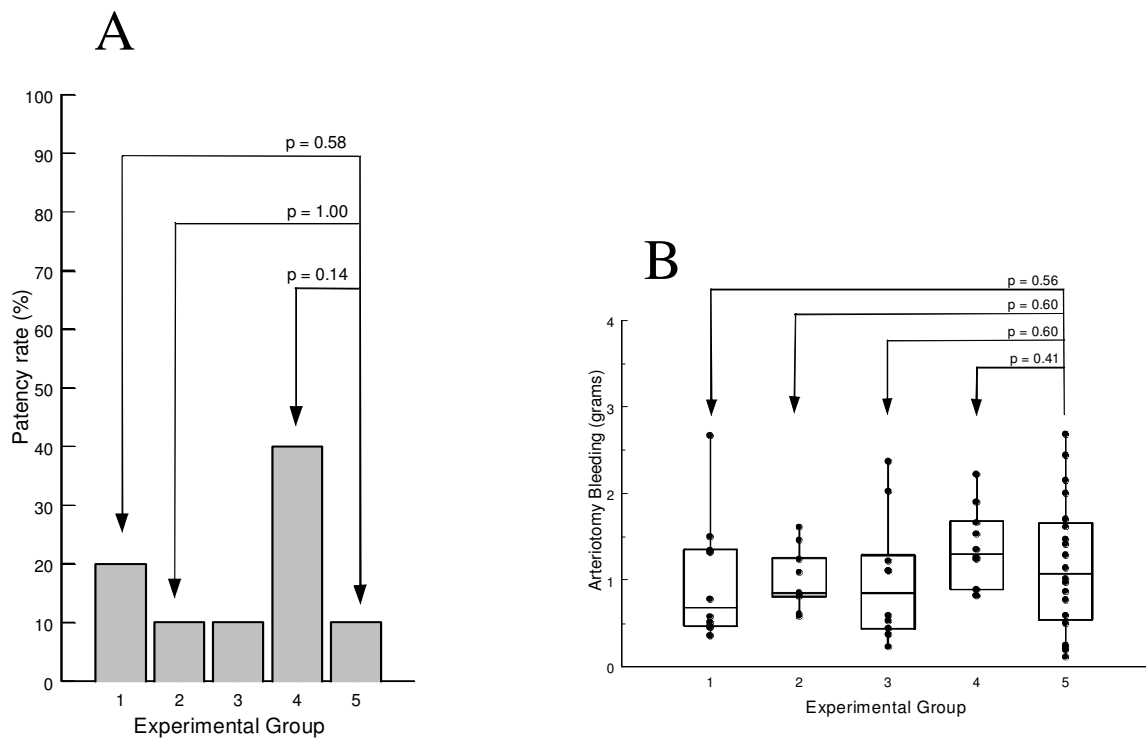 A
100
90
80
70
60
50
40
30
20
10
0
Patency rate (%)
p = 0.58
p = 1.00
p = 0.14
1 2 3 4 5
Experimental Group
B
p = 0.56
p = 0.60
p = 0.60
p = 0.41
4
3
2
1
0
Arteriotomy Bleeding (grams)
1 2 3 4 5
Experimental Group